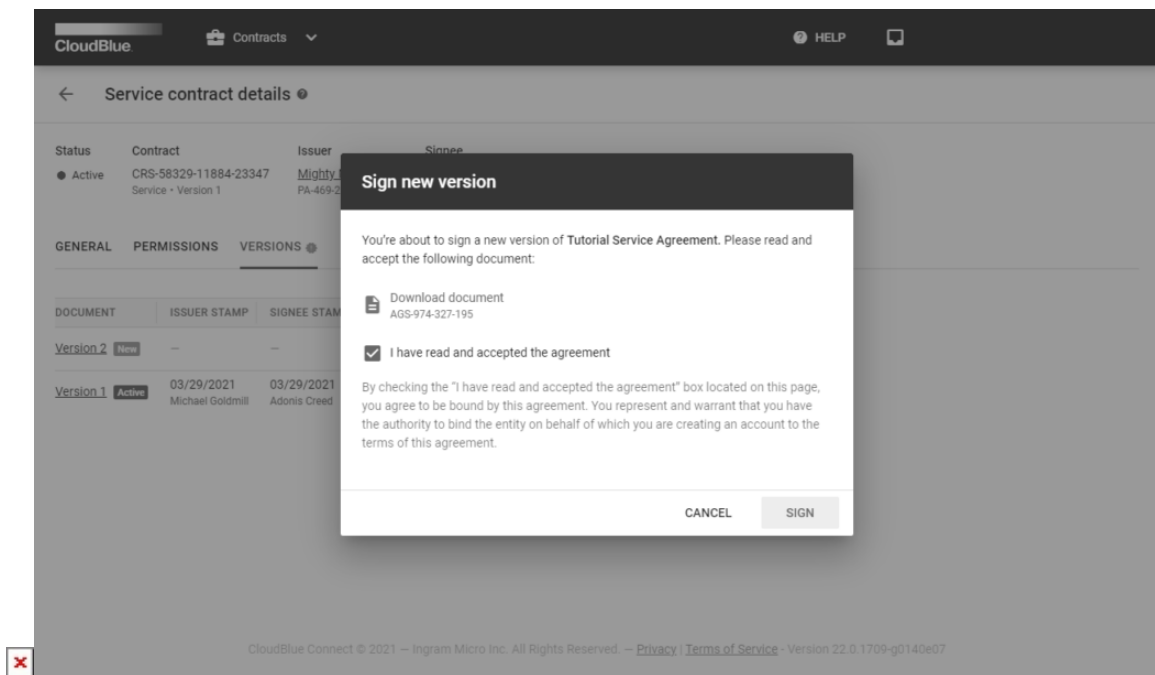 CloudBlue. Contracts HELP
Service contract details
Status Contract Issuer Signee
Active CRS-58329-11884-23347 Mighty
Service • Version 1 PA-469-2
Sign new version
GENERAL PERMISSIONS VERSIONS
You're about to sign a new version of Tutorial Service Agreement. Please read and
accept the following document:
Download document
AGS-974-327-195
DOCUMENT ISSUER STAMP SIGNEE STAM
Version 2 New – –
I have read and accepted the agreement
Version 1 Active 03/29/2021 03/29/2021
Michael Goldmill Adonis Creed
By checking the "I have read and accepted the agreement" box located on this page,
you agree to be bound by this agreement. You represent and warrant that you have
the authority to bind the entity on behalf of which you are creating an account to the
terms of this agreement.
CANCEL SIGN
CloudBlue Connect © 2021 – Ingram Micro Inc. All Rights Reserved. – Privacy | Terms of Service - Version 22.0.1709-g0140e07